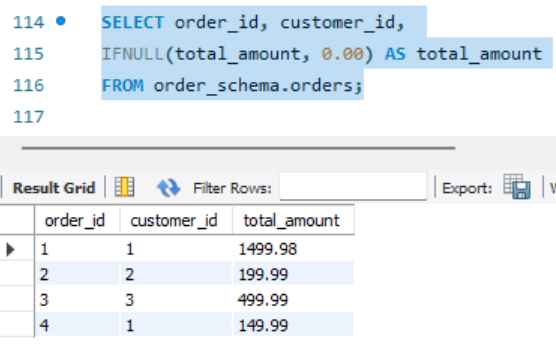 114 SELECT order_id, customer_id,
115 IFNULL(total_amount, 0.00) AS total_amount
116 FROM order_schema.orders;
117
Result Grid Filter Rows: Export:
order_id customer_id total_amount
1 1 1499.98
2 2 199.99
3 3 499.99
4 1 149.99